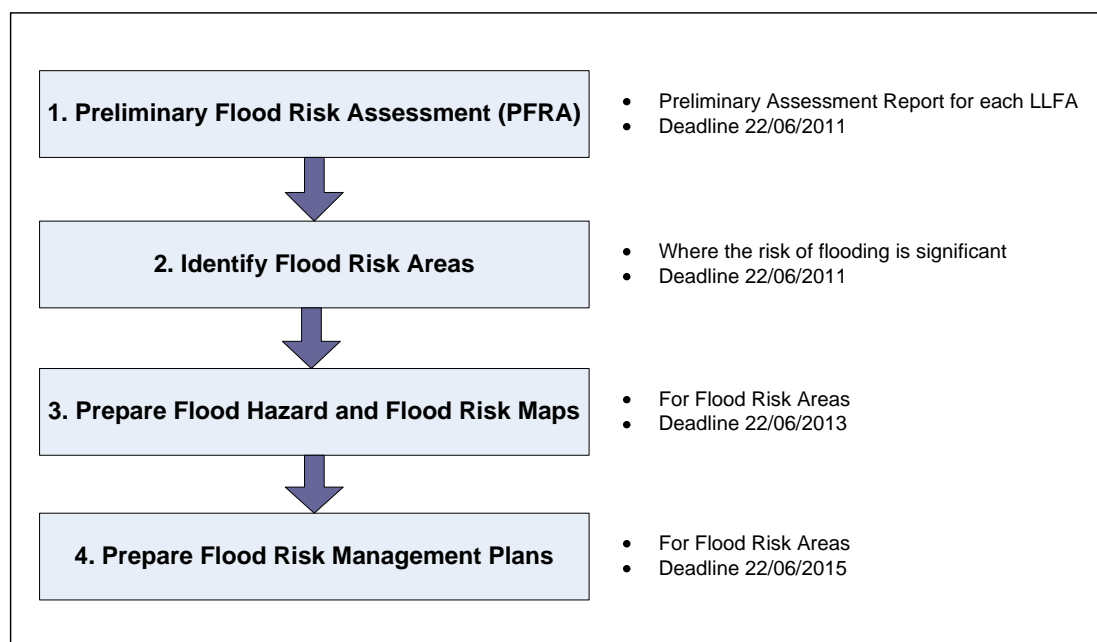 1. Preliminary Flood Risk Assessment (PFRA)
• Preliminary Assessment Report for each LLFA
• Deadline 22/06/2011
2. Identify Flood Risk Areas
• Where the risk of flooding is significant
• Deadline 22/06/2011
3. Prepare Flood Hazard and Flood Risk Maps
• For Flood Risk Areas
• Deadline 22/06/2013
4. Prepare Flood Risk Management Plans
• For Flood Risk Areas
• Deadline 22/06/2015